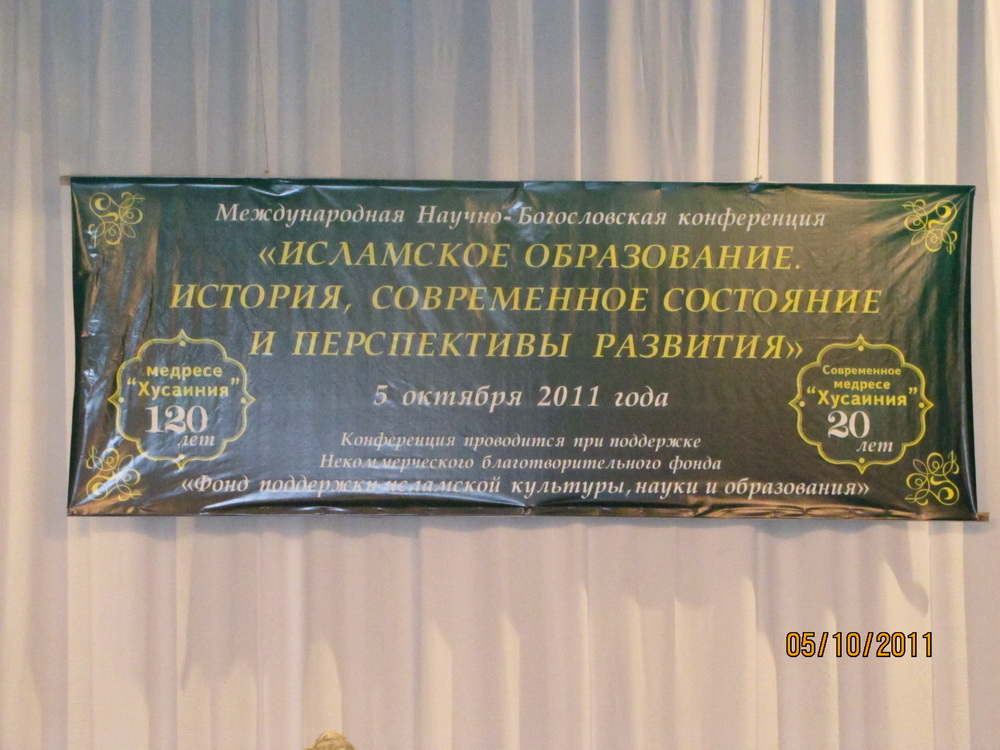 Международная Научно-Богословская конференция
«ИСЛАМСКОЕ ОБРАЗОВАНИЕ.
ИСТОРИЯ, СОВРЕМЕННОЕ СОСТОЯНИЕ
И ПЕРСПЕКТИВЫ РАЗВИТИЯ»
5 октября 2011 года
медресе
"Хусаиния"
120
лет
Современное
медресе
"Хусаиния"
20
лет
Конференция проводится при поддержке
Некоммерческого благотворительного фонда
«Фонд поддержки исламской культуры, науки и образования»
05/10/2011